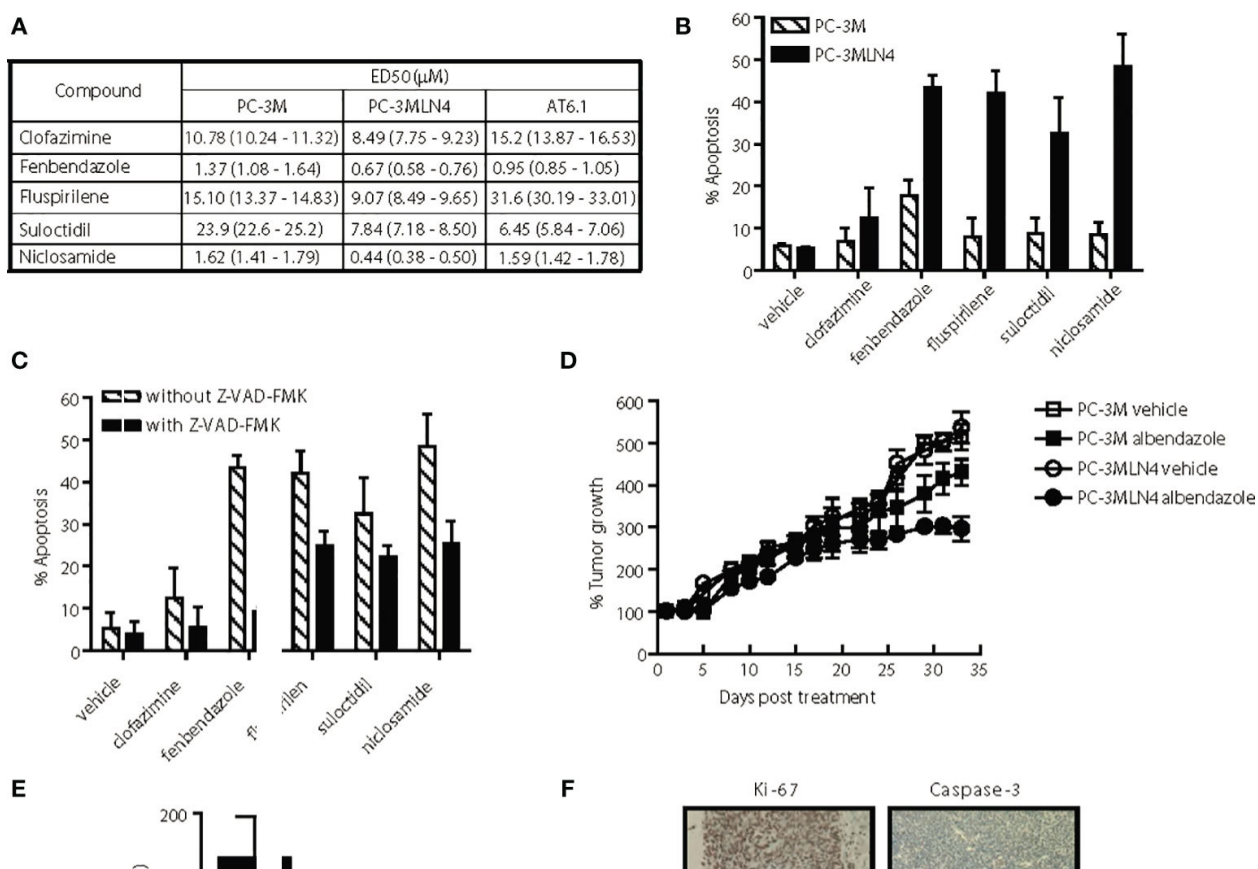 A
Compound ED50 (μM)
PC-3M PC-3MLN4 AT6.1
Clofazimine 10.78 (10.24 - 11.32) 8.49 (7.75 - 9.23) 15.2 (13.87 - 16.53)
Fenbendazole 1.37 (1.08 - 1.64) 0.67 (0.58 - 0.76) 0.95 (0.85 - 1.05)
Fluspirilene 15.10 (13.37 - 14.83) 9.07 (8.49 - 9.65) 31.6 (30.19 - 33.01)
Suloctidil 23.9 (22.6 - 25.2) 7.84 (7.18 - 8.50) 6.45 (5.84 - 7.06)
Niclosamide 1.62 (1.41 - 1.79) 0.44 (0.38 - 0.50) 1.59 (1.42 - 1.78)
B
PC-3M
PC-3MLN4
% Apoptosis
60
50
40
30
20
10
0
vehicle
clofazimine
fenbendazole
fluspirilene
suloctidil
niclosamide
C
without Z-VAD-FMK
with Z-VAD-FMK
% Apoptosis
60
50
40
30
20
10
0
vehicle
clofazimine
fenbendazole
suloctidil
niclosamide
D
% Tumor growth
600
500
400
300
200
100
0
0 5 10 15 20 25 30 35
Days post treatment
PC-3M vehicle
PC-3M albendazole
PC-3MLN4 vehicle
PC-3MLN4 albendazole
E
200
F
Ki-67 Caspase-3